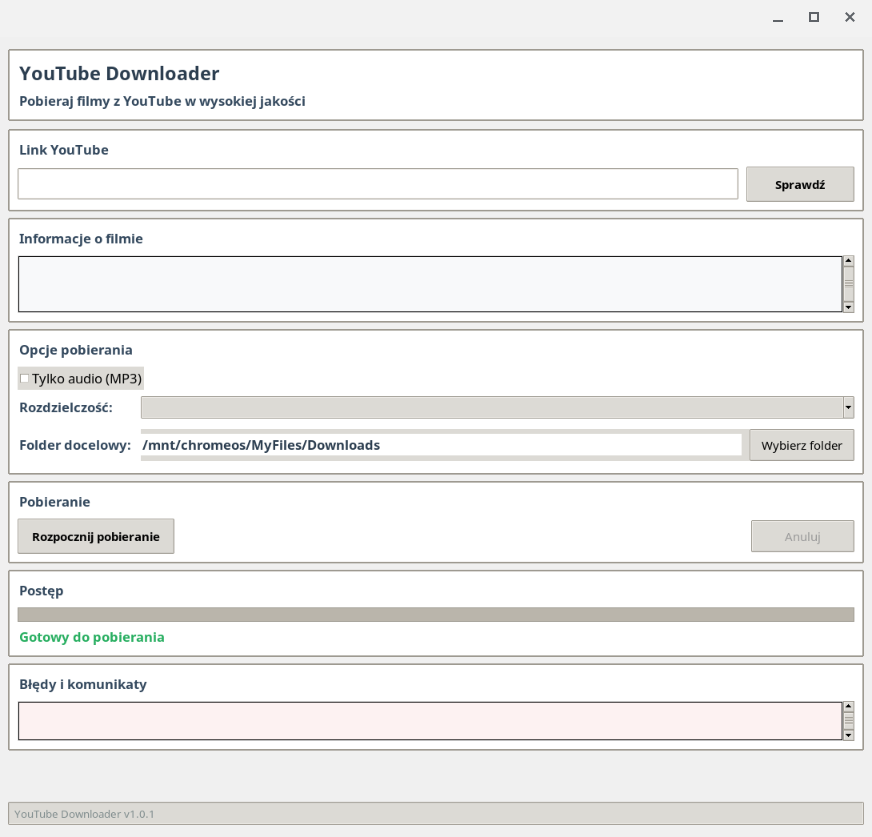 YouTube Downloader
Pobieraj filmy z YouTube w wysokiej jakości
Link YouTube
Sprawdź
Informacje o filmie
Opcje pobierania
Tylko audio (MP3)
Rozdzielczość:
Folder docelowy: /mnt/chromeos/MyFiles/Downloads Wybierz folder
Pobieranie
Rozpocznij pobieranie Anuluj
Postęp
Gotowy do pobierania
Błędy i komunikaty
YouTube Downloader v1.0.1